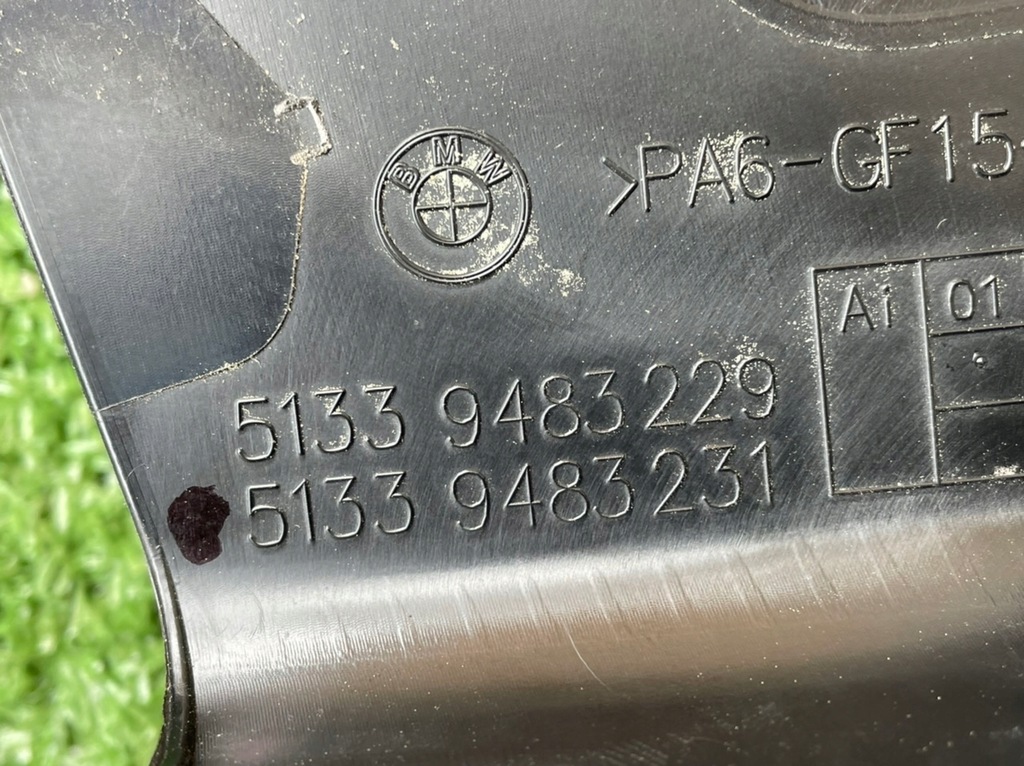 BMW
>PA6-GF15-
Ai 01
5133 9483 229
5133 9483 231